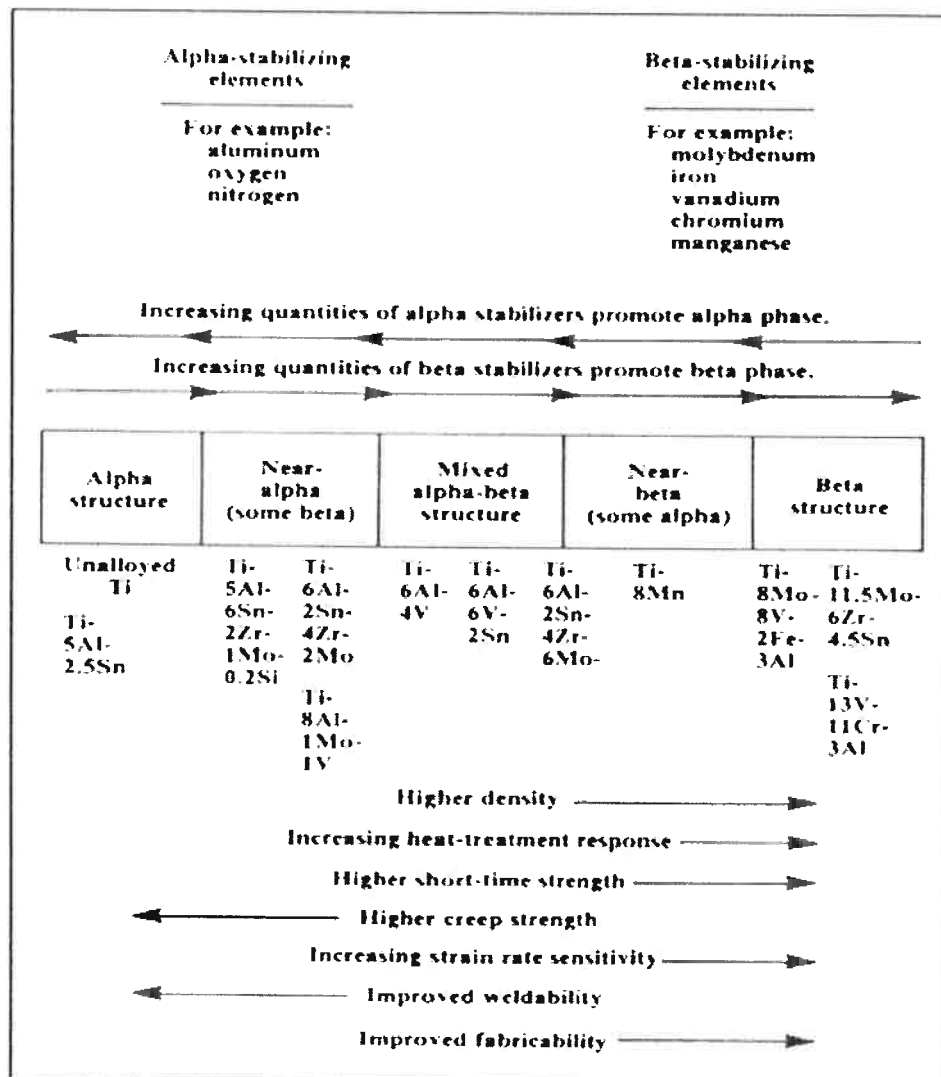 Alpha-stabilizing
elements
For example:
aluminum
oxygen
nitrogen
Beta-stabilizing
elements
For example:
molybdenum
iron
vanadium
chromium
manganese
Increasing quantities of alpha stabilizers promote alpha phase.
Increasing quantities of beta stabilizers promote beta phase.
Alpha
structure
Near-
alpha
(some beta)
Mixed
alpha-beta
structure
Near-
beta
(some alpha)
Beta
structure
Unalloyed
Ti
Ti-
5Al-
2.5Sn
Ti-
5Al-
6Sn-
2Zr-
1Mo-
0.2Si
Ti-
6Al-
2Sn-
4Zr-
2Mo
Ti-
8Al-
1Mo-
1V
Ti-
6Al-
4V
Ti-
6Al-
6V-
2Sn
Ti-
6Al-
2Sn-
4Zr-
6Mo-
Ti-
8Mn
Ti-
8Mo-
8V-
2Fe-
3Al
Ti-
11.5Mo-
6Zr-
4.5Sn
Ti-
13V-
11Cr-
3Al
Higher density
Increasing heat-treatment response
Higher short-time strength
Higher creep strength
Increasing strain rate sensitivity
Improved weldability
Improved fabricability